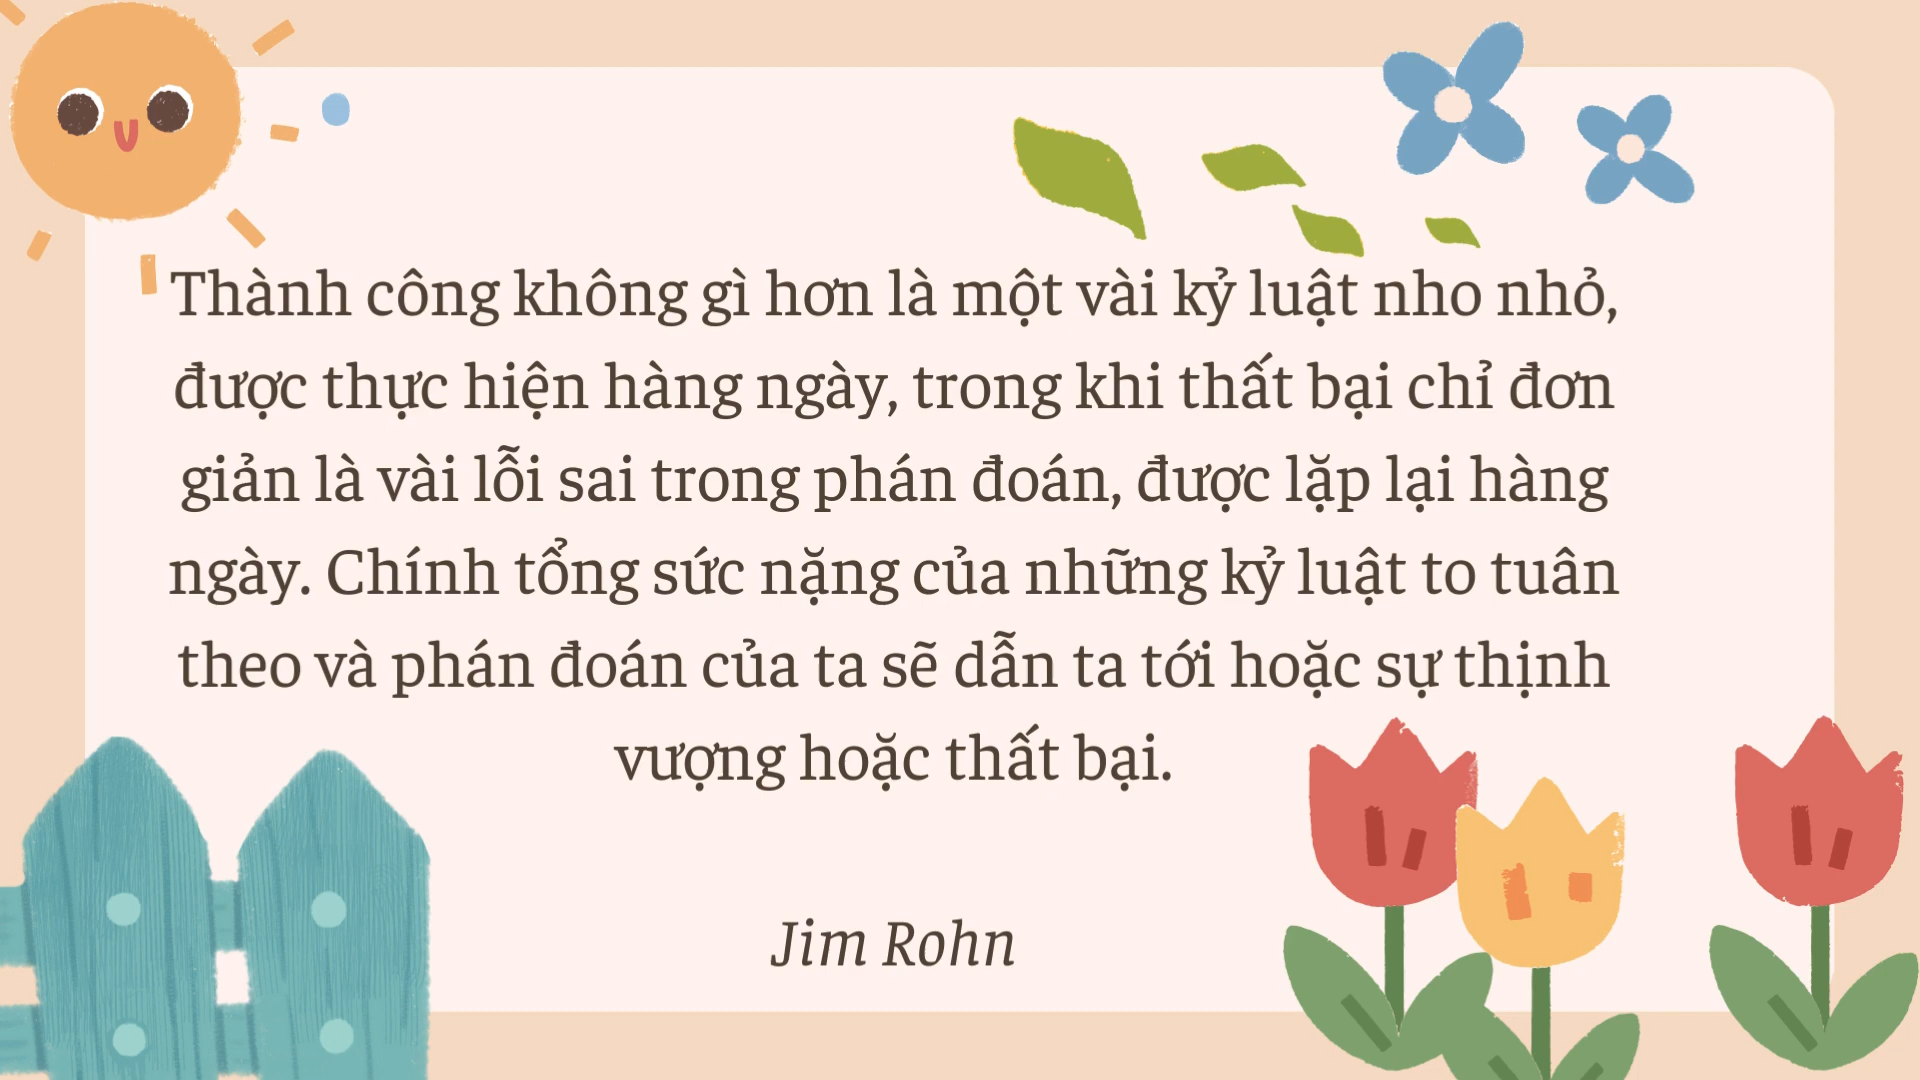 Thành công không gì hơn là một vài kỷ luật nho nhỏ,
được thực hiện hàng ngày, trong khi thất bại chỉ đơn
giản là vài lỗi sai trong phán đoán, được lặp lại hàng
ngày. Chính tổng sức nặng của những kỷ luật to tuân
theo và phán đoán của ta sẽ dẫn ta tới hoặc sự thịnh
vượng hoặc thất bại.
Jim Rohn